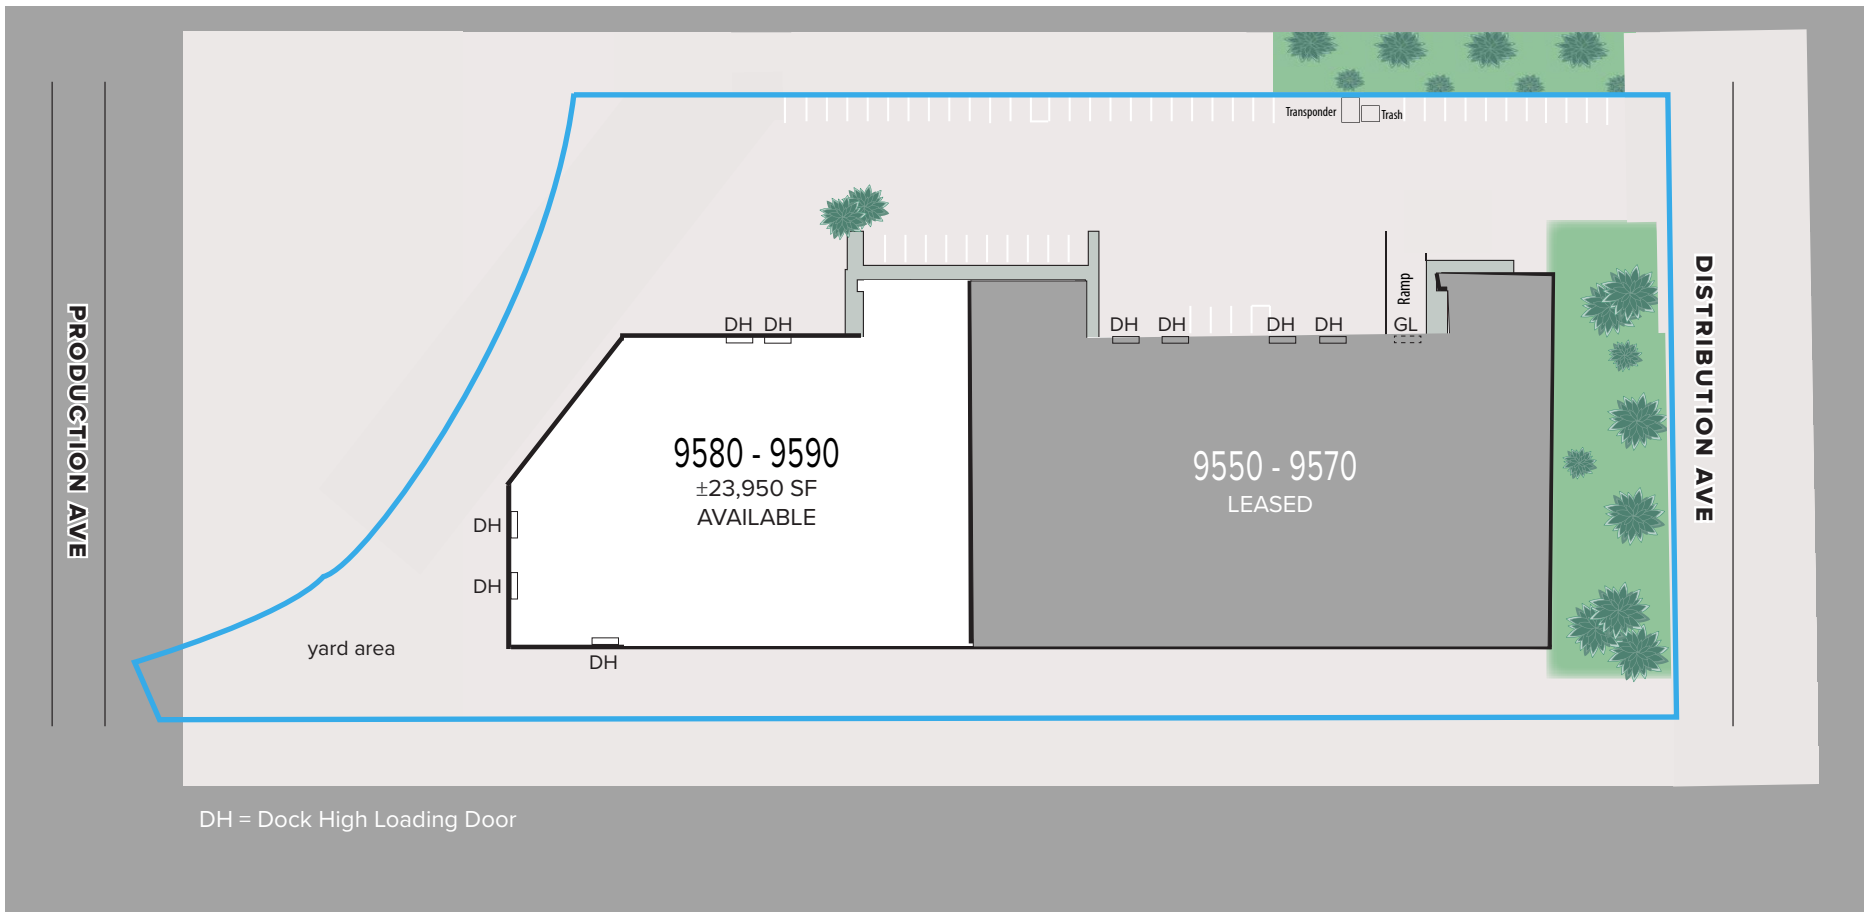 Transponder
Trash
PRODUCTION AVE
DISTRIBUTION AVE
Ramp
DH DH
DH DH DH DH GL
9580 - 9590
±23,950 SF
AVAILABLE
9550 - 9570
LEASED
DH
DH
yard area
DH
DH = Dock High Loading Door